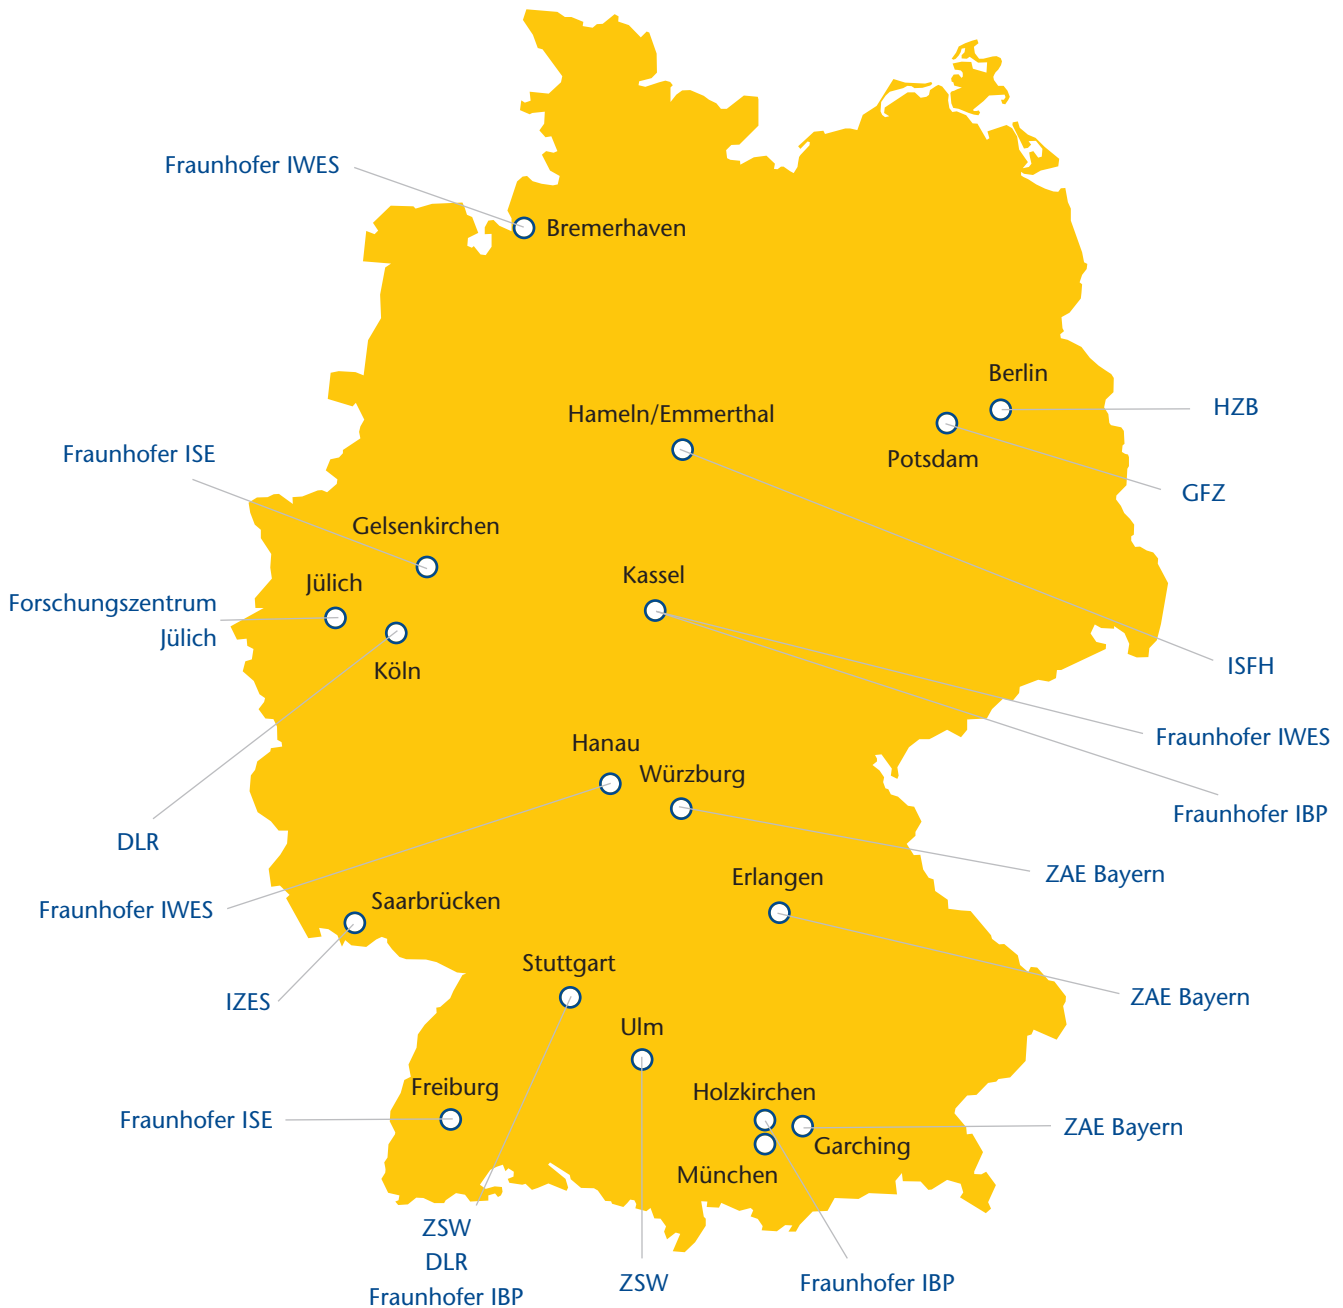 Fraunhofer IWES
Bremerhaven
Berlin
HZB
Hameln/Emmerthal
Potsdam
GFZ
Fraunhofer ISE
Gelsenkirchen
Jülich
Kassel
Forschungszentrum
Jülich
Köln
ISFH
Fraunhofer IWES
Hanau
Würzburg
Fraunhofer IBP
DLR
ZAE Bayern
Erlangen
Fraunhofer IWES
Saarbrücken
Stuttgart
IZES
ZAE Bayern
Ulm
Freiburg
Holzkirchen
Fraunhofer ISE
ZAE Bayern
Garching
München
ZSW
DLR
Fraunhofer IBP
ZSW
Fraunhofer IBP